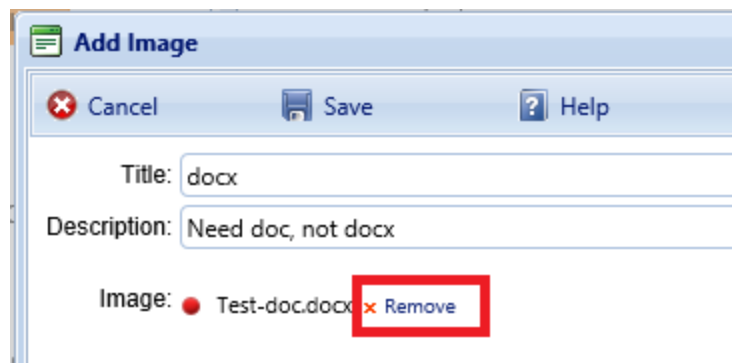 Add Image
Cancel Save Help
Title: docx
Description: Need doc, not docx
Image: Test-doc.docx Remove